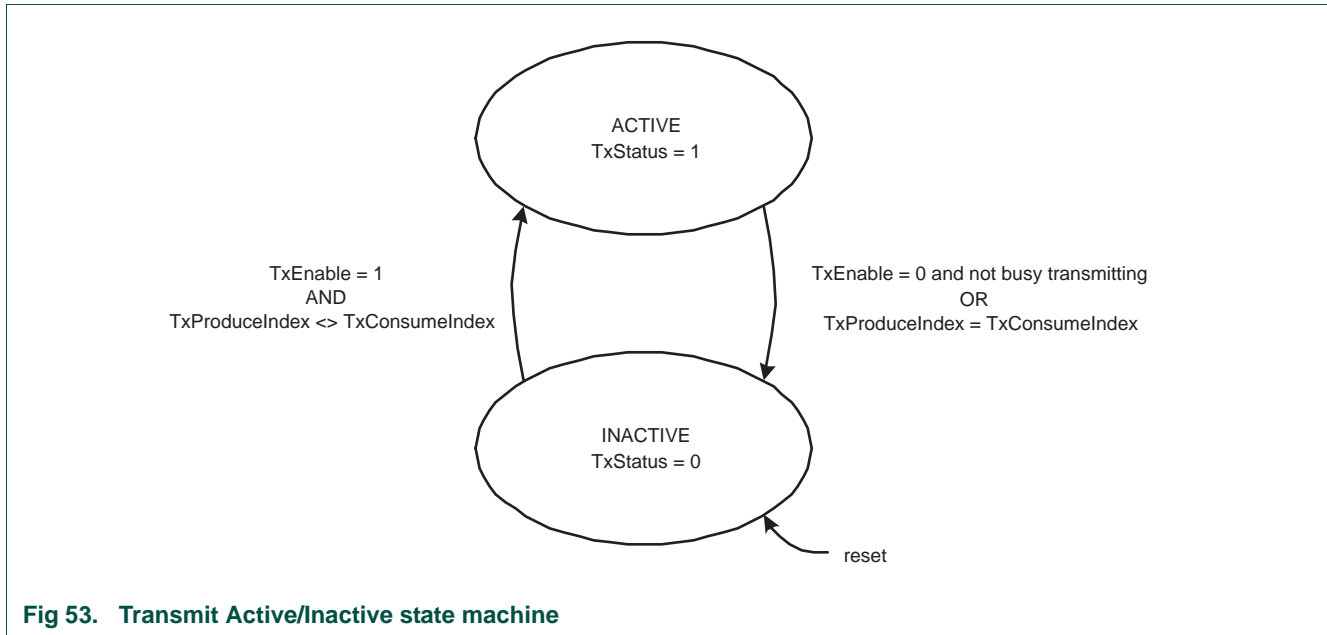 ACTIVE
TxStatus = 1
TxEnable = 1
AND
TxProduceIndex <> TxConsumeIndex
TxEnable = 0 and not busy transmitting
OR
TxProduceIndex = TxConsumeIndex
INACTIVE
TxStatus = 0
reset
Fig 53. Transmit Active/Inactive state machine